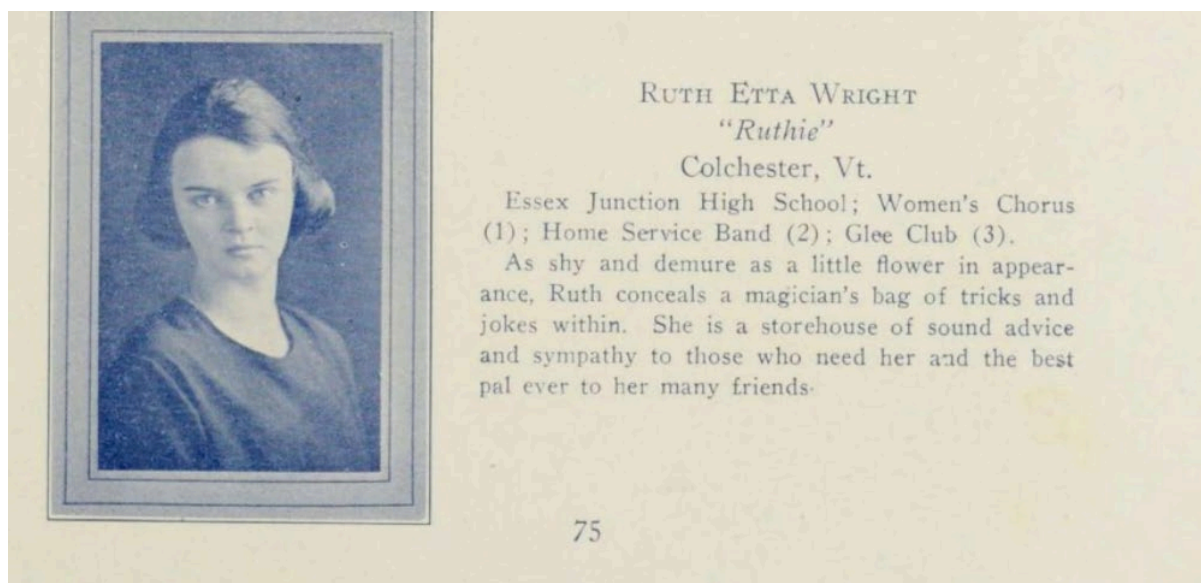 RUTH ETTA WRIGHT
"Ruthie"
Colchester, Vt.
Essex Junction High School; Women's Chorus
(1); Home Service Band (2); Glee Club (3).
As shy and demure as a little flower in appear-
ance, Ruth conceals a magician's bag of tricks and
jokes within. She is a storehouse of sound advice
and sympathy to those who need her and the best
pal ever to her many friends.
75